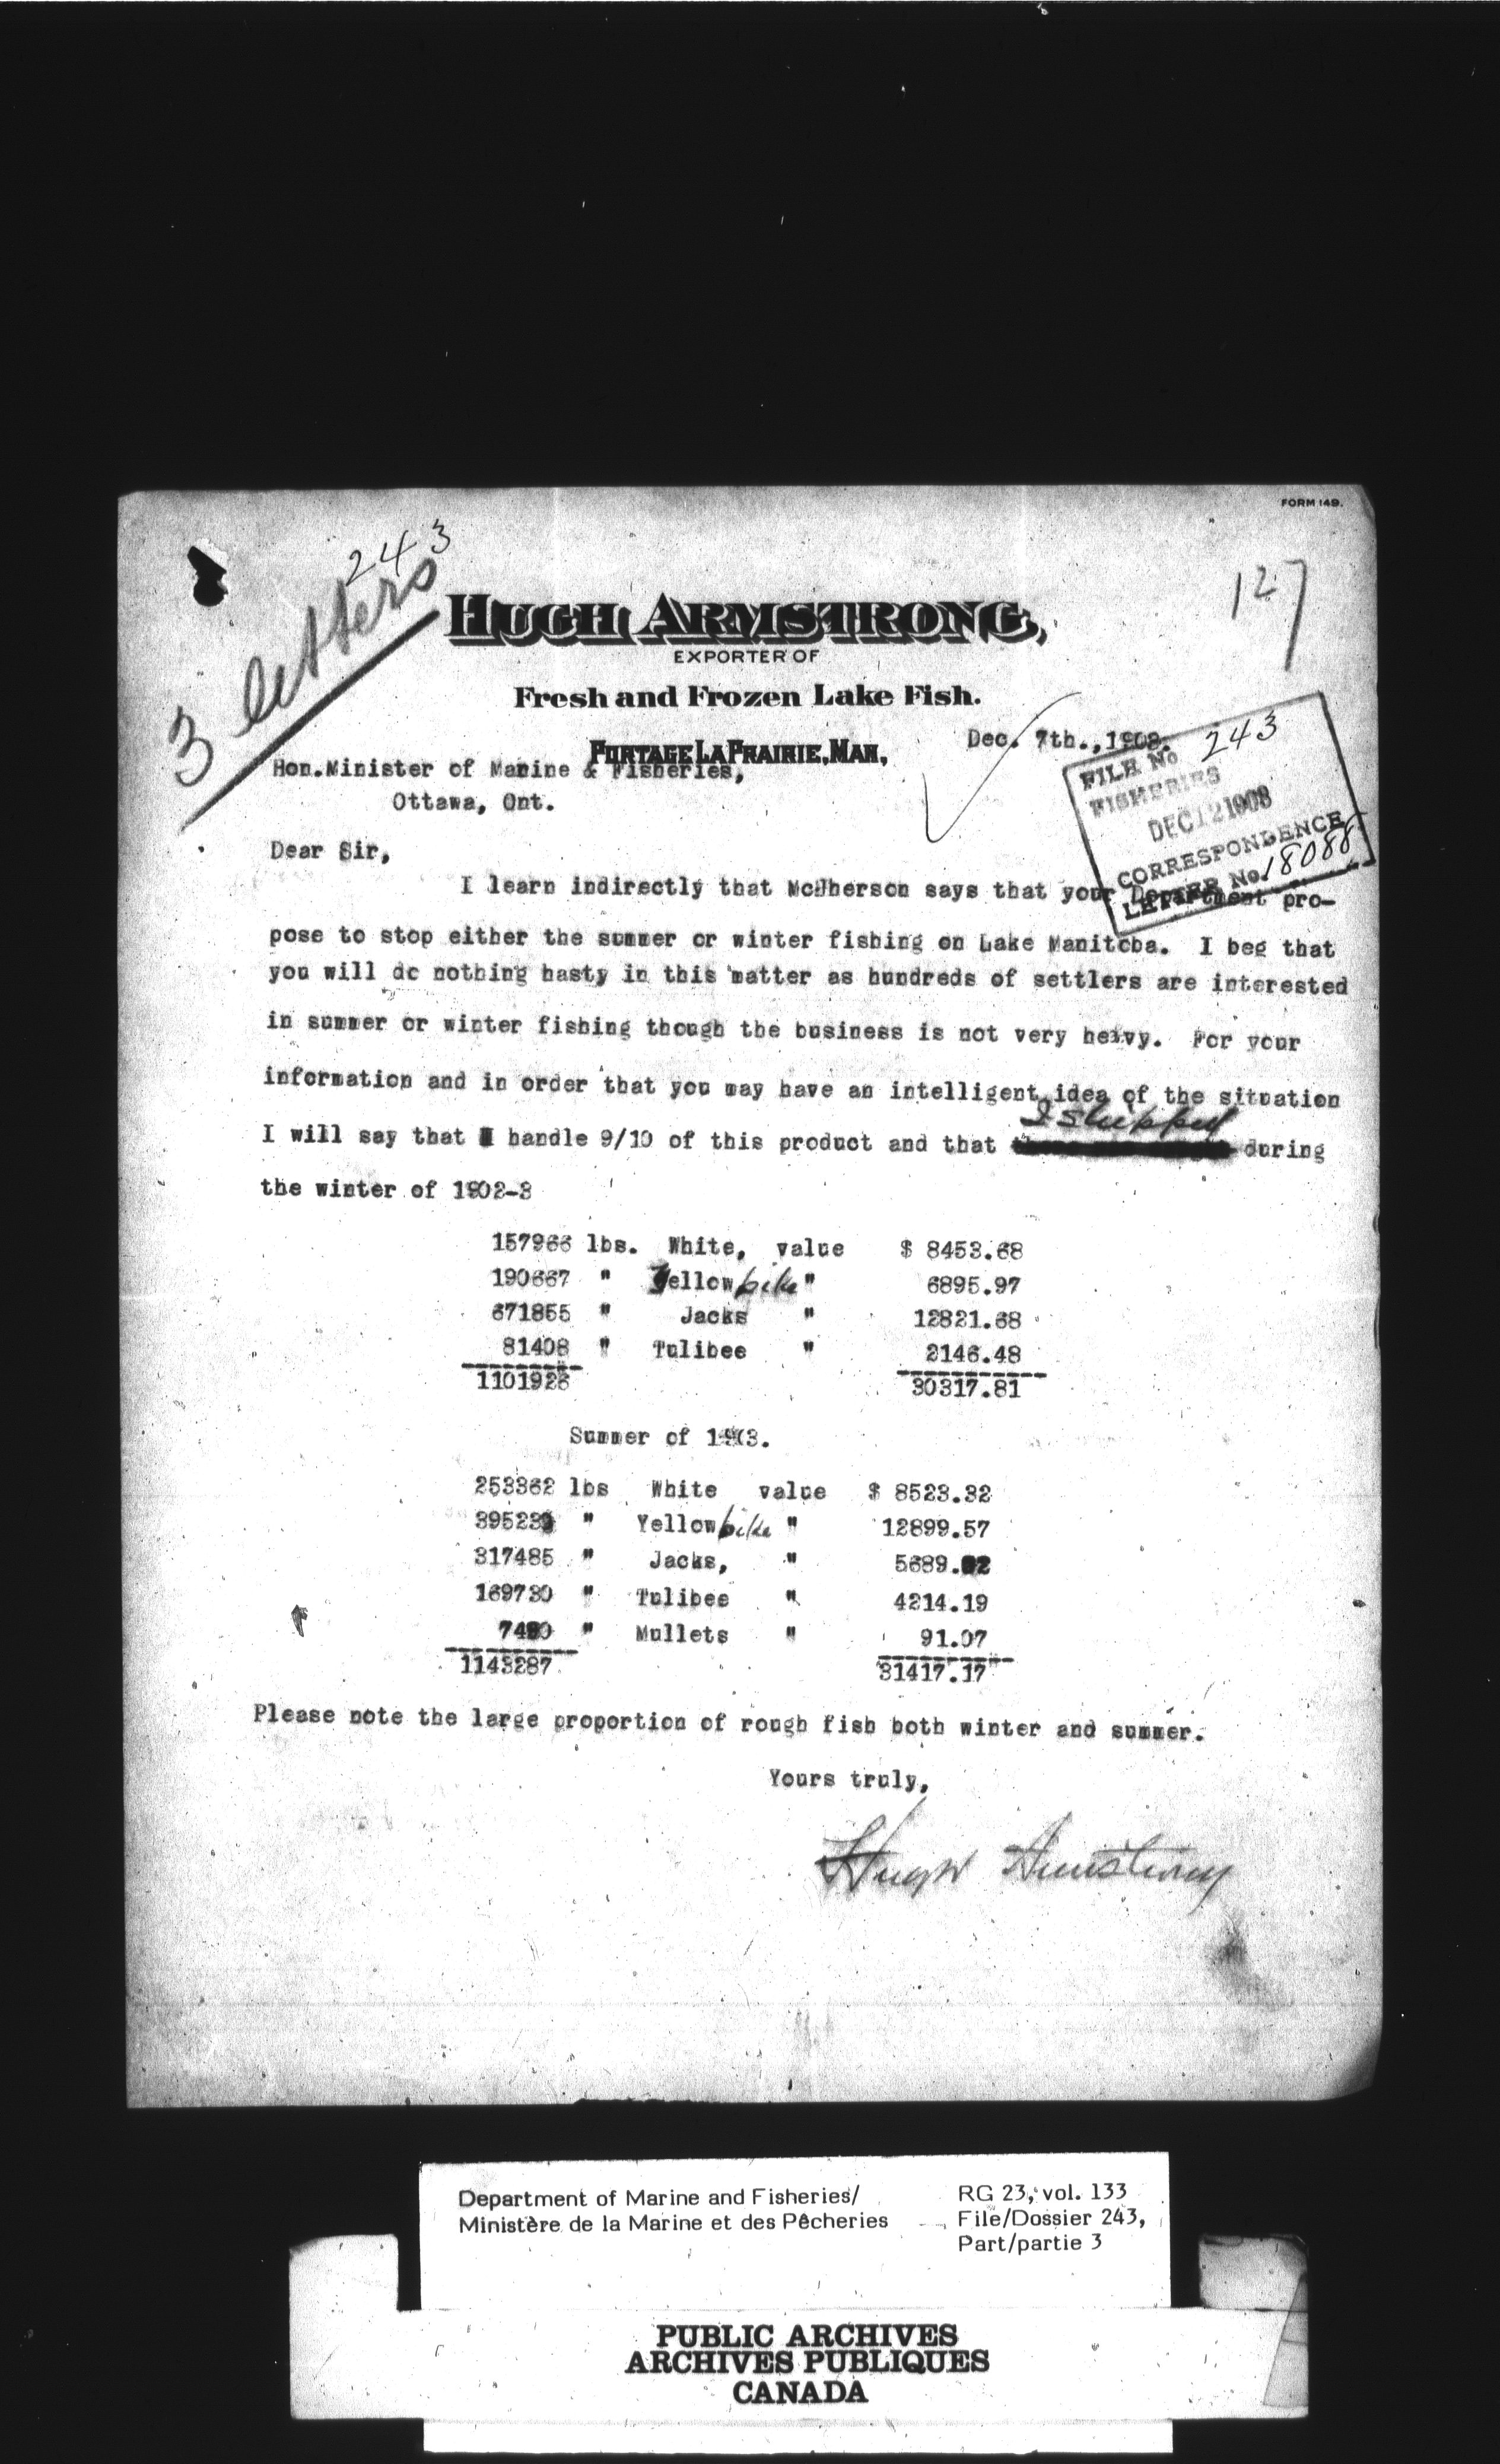 FORM 149.
243
3 letters
127
HUGH ARMSTRONG,
EXPORTER OF
Fresh and Frozen Lake Fish.
PORTAGE LA PRAIRIE, MAN,
Dec. 7th.,1903.
FILE No 243
FISHERIES
DEC 12 1903
CORRESPONDENCE
LETTER No. 18088
Hon.Minister of Marine & Fisheries,
Ottawa, Ont.
Dear Sir,
I learn indirectly that McPherson says that your Department pro-
pose to stop either the summer or winter fishing on Lake Manitoba. I beg that
you will do nothing hasty in this matter as hundreds of settlers are interested
in summer or winter fishing though the business is not very heavy. For your
information and in order that you may have an intelligent idea of the situation
I will say that I handle 9/10 of this product and that I shipped during
the winter of 1902-3
157966 lbs. White, value $ 8453.68
190667 " Yellow pike " 6895.97
671855 " Jacks " 12821.68
81408 " Tulibee " 2146.48
1101926 30317.81
Summer of 1903.
253362 lbs White value $ 8523.32
395230 " Yellow pike " 12899.57
317485 " Jacks, " 5689.02
169730 " Tulibee " 4214.19
7480 " Mullets " 91.07
1143287 31417.17
Please note the large proportion of rough fish both winter and summer.
Yours truly,
Hugh Armstrong
Department of Marine and Fisheries/
Ministère de la Marine et des Pêcheries
RG 23, vol. 133
File/Dossier 243,
Part/partie 3
PUBLIC ARCHIVES
ARCHIVES PUBLIQUES
CANADA